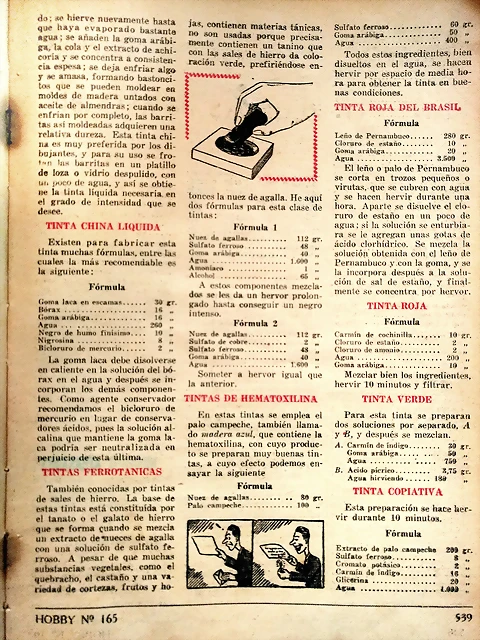 do; se hierve nuevamente hasta
que haya evaporado bastante
agua; se añaden la goma arábi-
ga, la cola y el extracto de achi-
coria y se concentra a consisten-
cia espesa; se deja enfriar algo
y se amasa, formando bastonci-
tos que se pueden moldear en
moldes de madera untados con
aceite de almendras; cuando se
enfrían por completo, las barri-
tas así moldeadas adquieren una
relativa dureza. Esta tinta chi-
na es muy preferida por los di-
bujantes, y para su uso se fro-
tan las barritas en un platillo
de loza o vidrio despulido, con
un poco de agua, y así se obtie-
ne la tinta líquida necesaria, en
el grado de intensidad que se
desee.
TINTA CHINA LIQUIDA
Existen para fabricar esta
tinta muchas fórmulas, entre las
cuales la más recomendable es
la siguiente:
Fórmula
Goma laca en escamas... 30 gr.
Bórax ... 16 „
Goma arábiga ... 16 „
Agua ... 260 „
Negro de humo finísimo.. 10 „
Nigrosina ... 8 „
Bicloruro de mercurio .. 2 „
La goma laca debe disolverse
en caliente en la solución del bó-
rax en el agua y después se in-
corporan los demás componen-
tes. Como agente conservador
recomendamos el bicloruro de
mercurio en lugar de conserva-
dores ácidos, pues la solución al-
calina que mantiene la goma la-
ca podría ser neutralizada en
perjuicio de esta última.
TINTAS FERROTANICAS
También conocidas por tintas
de sales de hierro. La base de
estas tintas está constituida por
el tanato o el galato de hierro
que se forma cuando se mezcla
un extracto de nueces de agalla
con una solución de sulfato fe-
rroso. A pesar de que muchas
substancias vegetales, como el
quebracho, el castaño y una va-
riedad de cortezas, frutos y ho-
jas, contienen materias tánicas,
no son usadas porque precisa-
mente contienen un tanino que
con las sales de hierro da colo-
ración verde, prefiriéndose en-
tonces la nuez de agalla. He aquí
dos fórmulas para esta clase de
tintas:
Fórmula 1
Nuez de agallas ... 112 gr.
Sulfato ferroso ... 48 „
Goma arábiga ... 40 „
Agua ... 1.000 „
Amoníaco ... 1 „
Alcohol ... 65 „
A estos componentes mezcla-
dos se les da un hervor prolon-
gado hasta conseguir un negro
intenso.
Fórmula 2
Nuez de agallas ... 112 gr.
Sulfato de cobre ... 2 „
Sulfato ferroso ... 48 „
Goma arábiga ... 40 „
Agua ... 1.600 „
Someter a hervor igual que
la anterior.
TINTAS DE HEMATOXILINA
En estas tintas se emplea el
palo campeche, también llama-
do madera azul, que contiene la
hematoxilina, con cuyo produc-
to se preparan muy buenas tin-
tas, a cuyo efecto podemos en-
sayar la siguiente
Fórmula
Nuez de agallas ... 80 gr.
Palo campeche ... 100 „
Sulfato ferroso ... 60 gr.
Goma arábiga ... 50 „
Agua ... 400 „
Todos estos ingredientes, bien
disueltos en el agua, se hacen
hervir por espacio de media ho-
ra para obtener la tinta en bue-
nas condiciones.
TINTA ROJA DEL BRASIL
Fórmula
Leño de Pernambuco ... 280 gr.
Cloruro de estaño ... 10 „
Goma arábiga ... 20 „
Agua ... 3.500 „
El leño o palo de Pernambuco
se corta en trozos pequeños o
virutas, que se cubren con agua
y se hacen hervir durante una
hora. Aparte se disuelve el clo-
ruro de estaño en un poco de
agua; si la solución se enturbia-
ra se le agregan unas gotas de
ácido clorhídrico. Se mezcla la
solución obtenida con el leño de
Pernambuco y con la goma, y se
la incorpora después a la solu-
ción de sal de estaño, y final-
mente se concentra por hervor.
TINTA ROJA
Fórmula
Carmín de cochinilla ... 10 gr.
Cloruro de estaño ... 2 „
Cloruro de amonio ... 2 „
Agua ... 200 „
Goma arábiga ... 10 „
Mezclar bien los ingredientes,
hervir 10 minutos y filtrar.
TINTA VERDE
Para esta tinta se preparan
dos soluciones por separado, A
y B, y después se mezclan.
A. Carmín de índigo ... 30 gr.
Goma arábiga ... 50 „
Agua ... 750 „
B. Acido pícrico ... 3,75 gr.
Agua hirviendo ... 180 „
TINTA COPIATIVA
Esta preparación se hace her-
vir durante 10 minutos.
Fórmula
Extracto de palo campeche 200 gr.
Sulfato ferroso ... 8 „
Cromato potásico ... 2 „
Carmín de índigo ... 16 „
Glicerina ... 20 „
Agua ... 1.000 „
HOBBY Nº 165
539